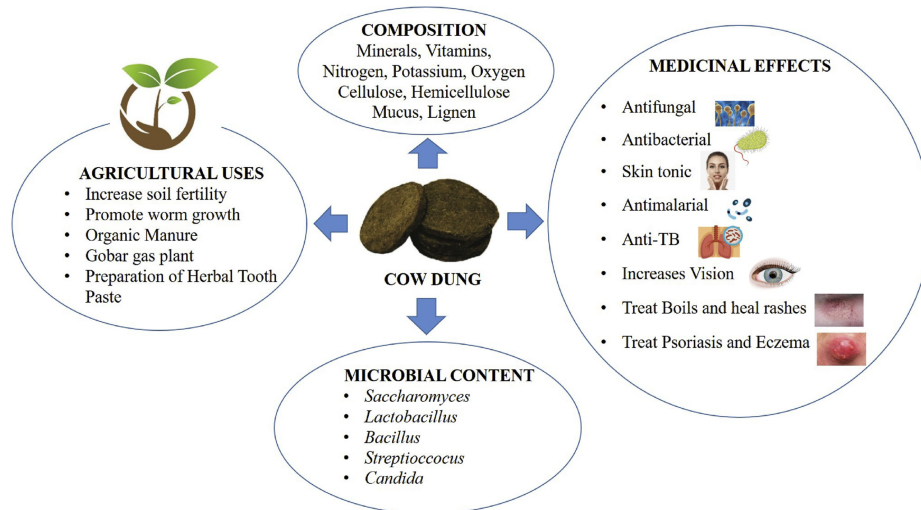 COMPOSITION
Minerals, Vitamins,
Nitrogen, Potassium, Oxygen
Cellulose, Hemicellulose
Mucus, Lignen
AGRICULTURAL USES
• Increase soil fertility
• Promote worm growth
• Organic Manure
• Gobar gas plant
• Preparation of Herbal Tooth
Paste
COW DUNG
MEDICINAL EFFECTS
• Antifungal
• Antibacterial
• Skin tonic
• Antimalarial
• Anti-TB
• Increases Vision
• Treat Boils and heal rashes
• Treat Psoriasis and Eczema
MICROBIAL CONTENT
• Saccharomyces
• Lactobacillus
• Bacillus
• Streptioccocus
• Candida